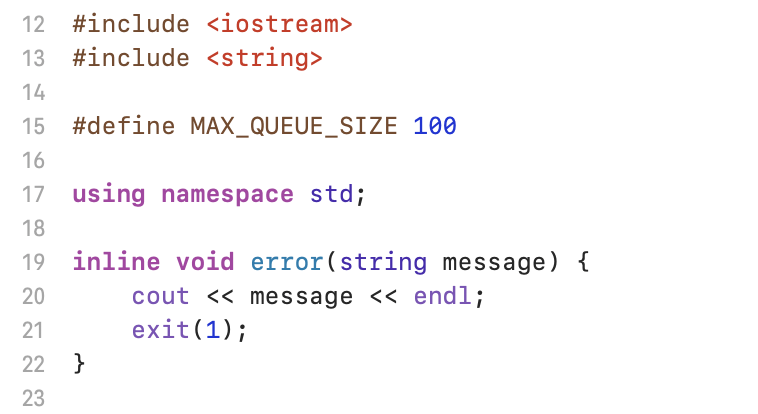 12 #include <iostream>
13 #include <string>
14
15 #define MAX_QUEUE_SIZE 100
16
17 using namespace std;
18
19 inline void error(string message) {
20     cout << message << endl;
21     exit(1);
22 }
23